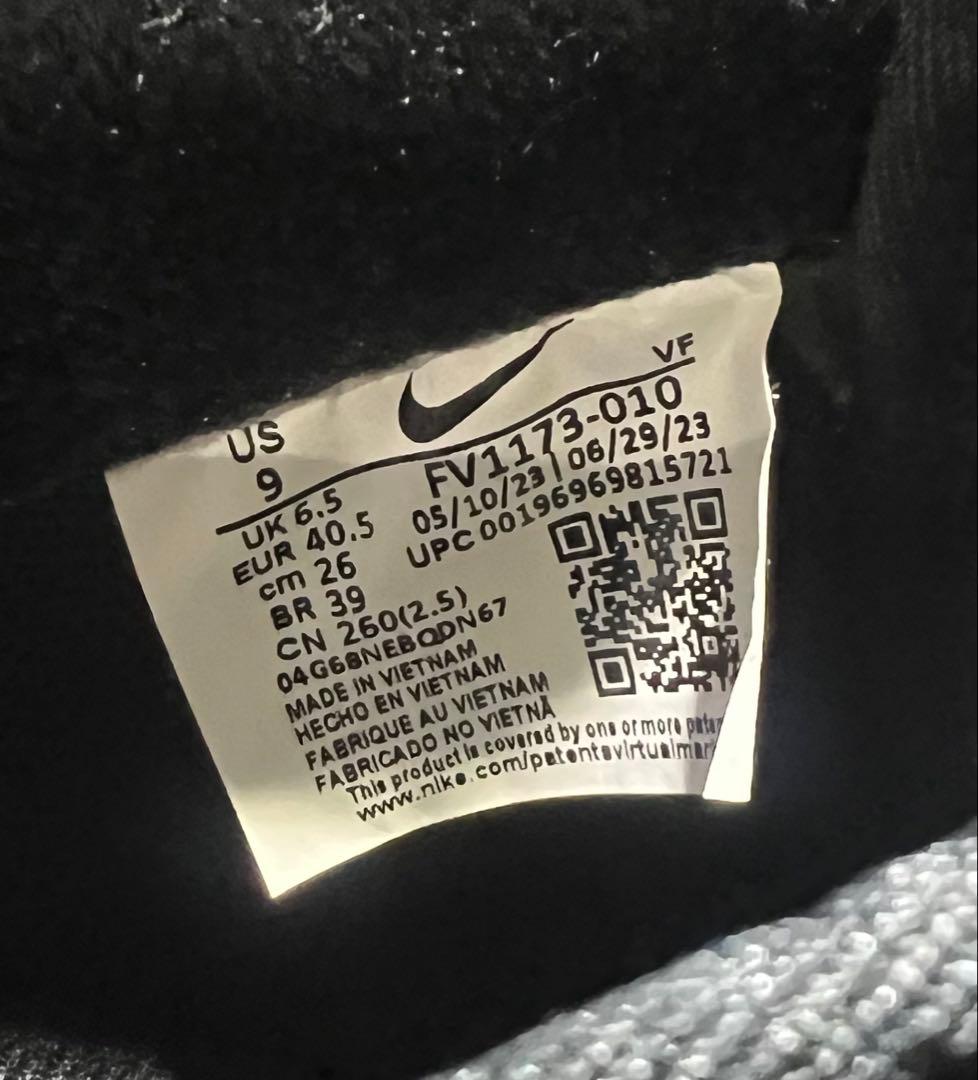 US
9
VF
FV1173-010
05/10/23 | 06/29/23
UPC 00196969815721
UK 6.5
EUR 40.5
cm 26
BR 39
CN 260(2.5)
04G68NEBQDN67
MADE IN VIETNAM
HECHO EN VIETNAM
FABRIQUE AU VIETNAM
FABRICADO NO VIETNÃ
This product is covered by one or more
www.nike.com/